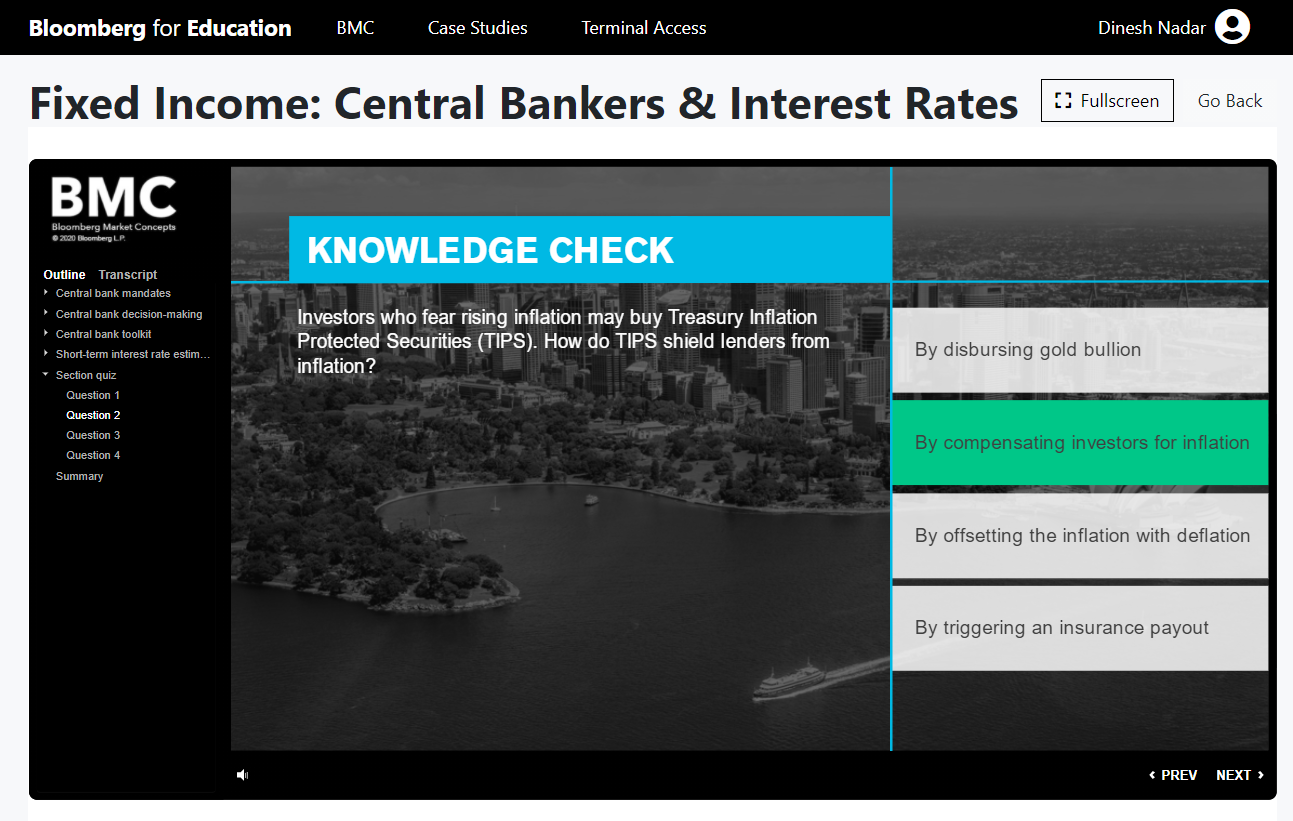 Bloomberg for Education
BMC
Case Studies
Terminal Access
Dinesh Nadar
Fixed Income: Central Bankers & Interest Rates
Fullscreen
Go Back
BMC
Bloomberg Market Concepts
© 2020 Bloomberg L.P.
Outline
Transcript
Central bank mandates
Central bank decision-making
Central bank toolkit
Short-term interest rate estim...
Section quiz
Question 1
Question 2
Question 3
Question 4
Summary
KNOWLEDGE CHECK
Investors who fear rising inflation may buy Treasury Inflation
Protected Securities (TIPS). How do TIPS shield lenders from
inflation?
By disbursing gold bullion
By compensating investors for inflation
By offsetting the inflation with deflation
By triggering an insurance payout
PREV
NEXT